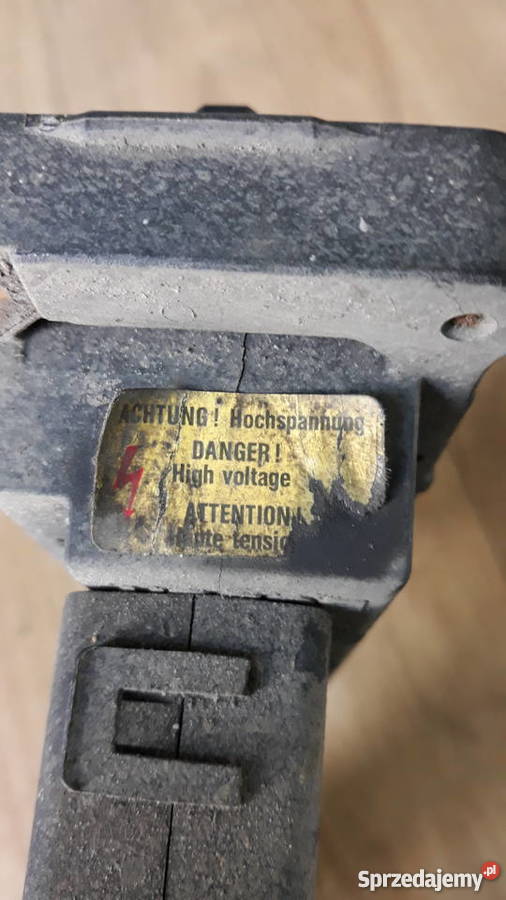 ACHTUNG! Hochspannung
DANGER!
High voltage
ATTENTION!
Sprzedajemy.pl